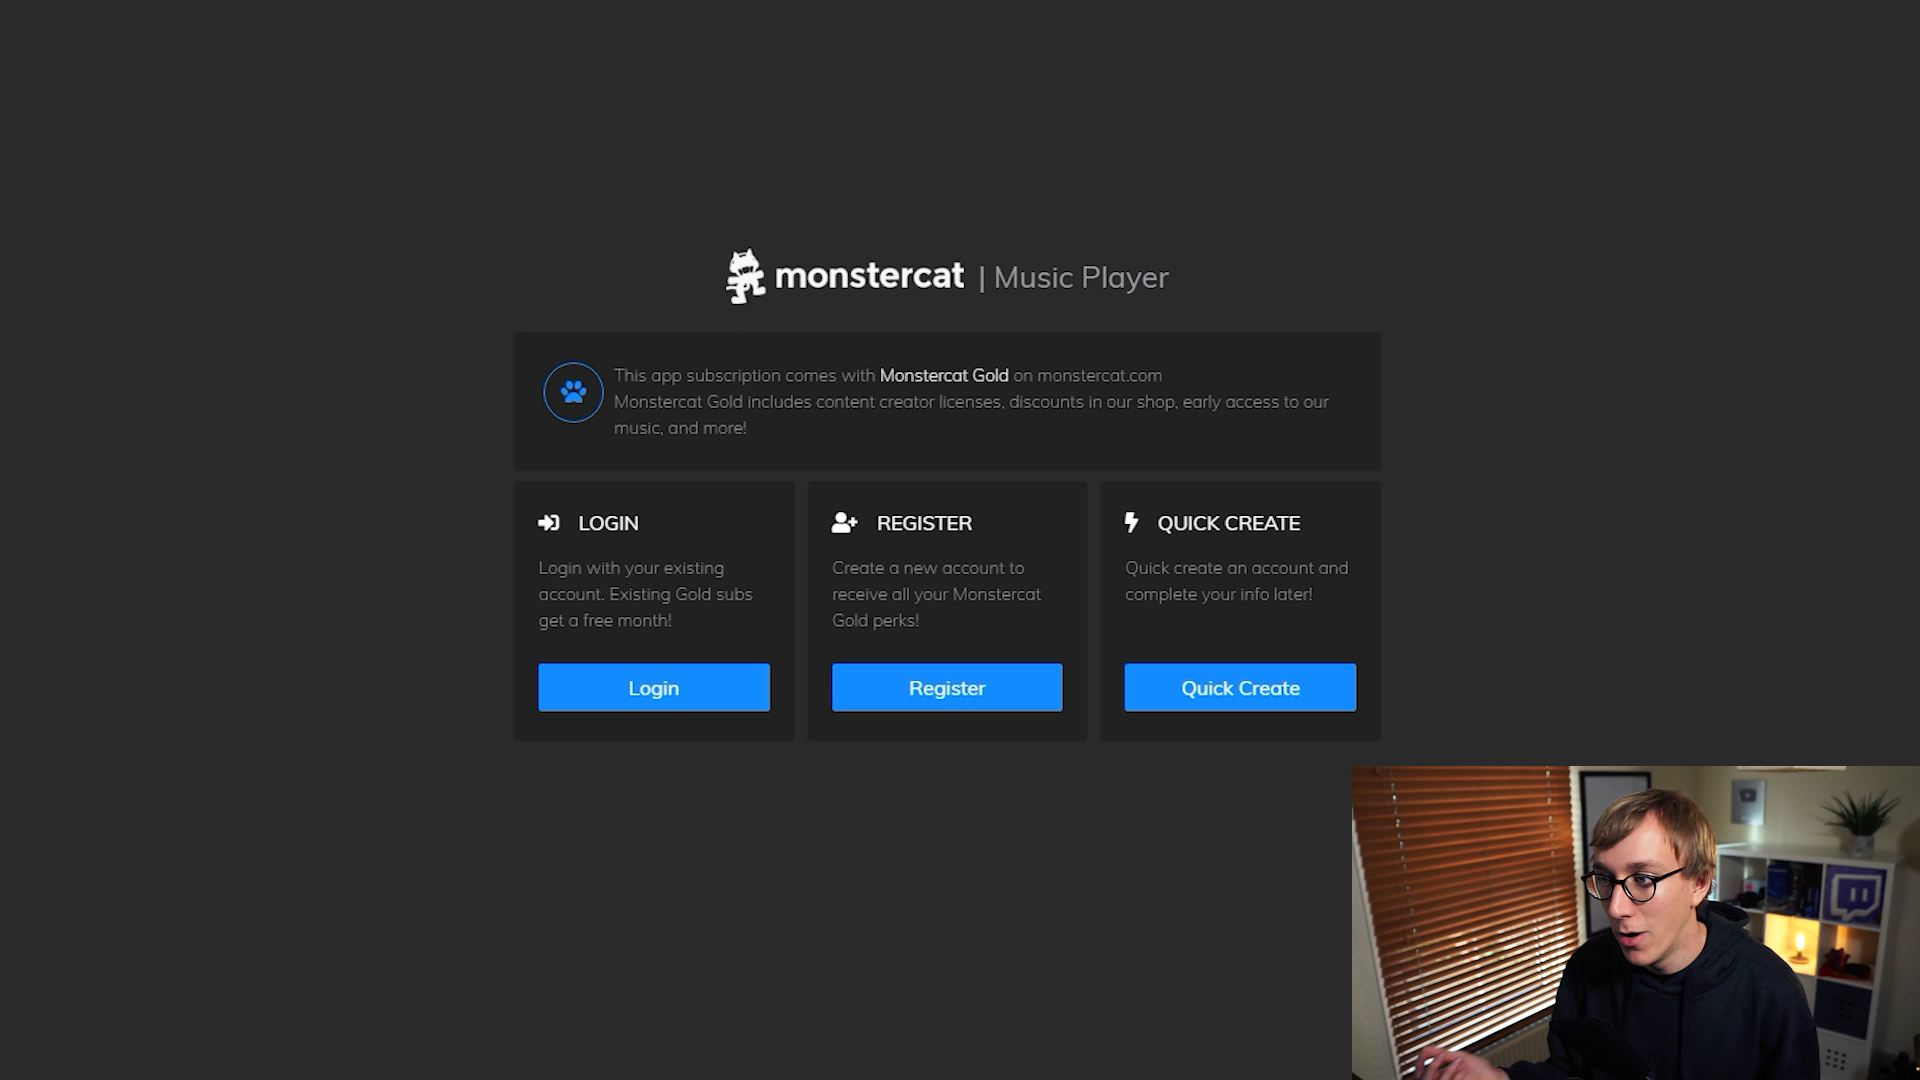 monstercat | Music Player
This app subscription comes with Monstercat Gold on monstercat.com
Monstercat Gold includes content creator licenses, discounts in our shop, early access to our
music, and more!
LOGIN
Login with your existing
account. Existing Gold subs
get a free month!
Login
REGISTER
Create a new account to
receive all your Monstercat
Gold perks!
Register
QUICK CREATE
Quick create an account and
complete your info later!
Quick Create